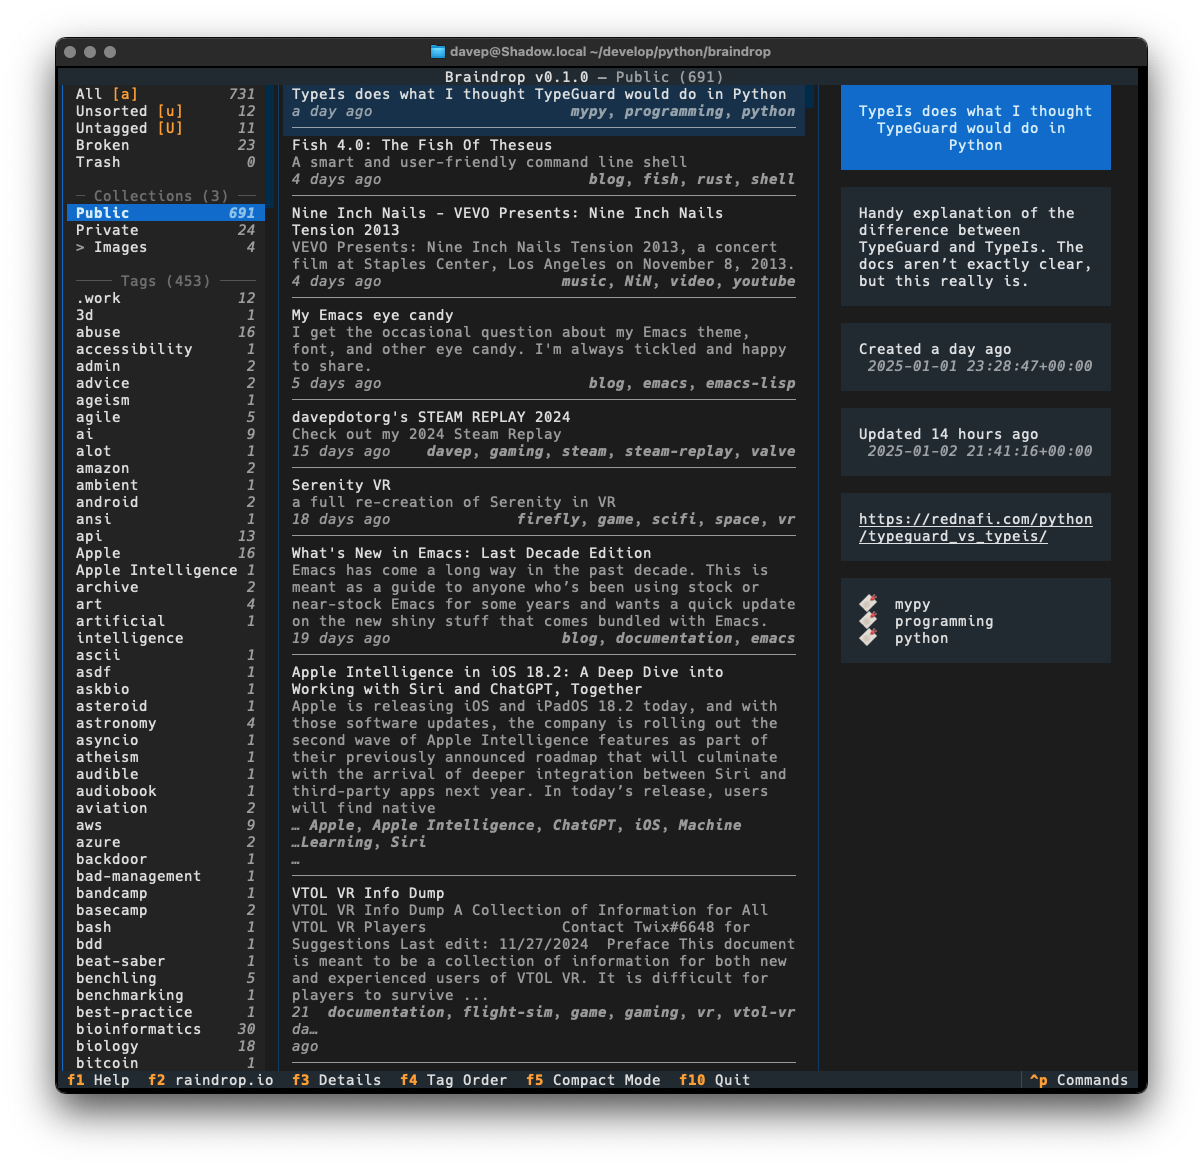 davep@Shadow.local ~/develop/python/braindrop
Braindrop v0.1.0 — Public (691)
All [a] 731
Unsorted [u] 12
Untagged [U] 11
Broken 23
Trash 0
Collections (3)
Public 691
Private 24
> Images 4
Tags (453)
.work 12
3d 1
abuse 16
accessibility 1
admin 2
advice 2
ageism 1
agile 5
ai 9
alot 1
amazon 2
ambient 1
android 2
ansi 1
api 13
Apple 16
Apple Intelligence 1
archive 2
art 4
artificial 1
intelligence
ascii 1
asdf 1
askbio 1
asteroid 1
astronomy 4
asyncio 1
atheism 1
audible 1
audiobook 1
aviation 2
aws 9
azure 2
backdoor 1
bad-management 1
bandcamp 1
basecamp 2
bash 1
bdd 1
beat-saber 1
benchling 5
benchmarking 1
best-practice 1
bioinformatics 30
biology 18
bitcoin 1
TypeIs does what I thought TypeGuard would do in Python
a day ago mypy, programming, python
Fish 4.0: The Fish Of Theseus
A smart and user-friendly command line shell
4 days ago blog, fish, rust, shell
Nine Inch Nails - VEVO Presents: Nine Inch Nails
Tension 2013
VEVO Presents: Nine Inch Nails Tension 2013, a concert
film at Staples Center, Los Angeles on November 8, 2013.
4 days ago music, NiN, video, youtube
My Emacs eye candy
I get the occasional question about my Emacs theme,
font, and other eye candy. I'm always tickled and happy
to share.
5 days ago blog, emacs, emacs-lisp
davepdotorg's STEAM REPLAY 2024
Check out my 2024 Steam Replay
15 days ago davep, gaming, steam, steam-replay, valve
Serenity VR
a full re-creation of Serenity in VR
18 days ago firefly, game, scifi, space, vr
What's New in Emacs: Last Decade Edition
Emacs has come a long way in the past decade. This is
meant as a guide to anyone who’s been using stock or
near-stock Emacs for some years and wants a quick update
on the new shiny stuff that comes bundled with Emacs.
19 days ago blog, documentation, emacs
Apple Intelligence in iOS 18.2: A Deep Dive into
Working with Siri and ChatGPT, Together
Apple is releasing iOS and iPadOS 18.2 today, and with
those software updates, the company is rolling out the
second wave of Apple Intelligence features as part of
their previously announced roadmap that will culminate
with the arrival of deeper integration between Siri and
third-party apps next year. In today’s release, users
will find native
… Apple, Apple Intelligence, ChatGPT, iOS, Machine
…Learning, Siri
…
VTOL VR Info Dump
VTOL VR Info Dump A Collection of Information for All
VTOL VR Players Contact Twix#6648 for
Suggestions Last edit: 11/27/2024 Preface This document
is meant to be a collection of information for both new
and experienced users of VTOL VR. It is difficult for
players to survive ...
21 documentation, flight-sim, game, gaming, vr, vtol-vr
da…
ago
TypeIs does what I thought
TypeGuard would do in
Python
Handy explanation of the
difference between
TypeGuard and TypeIs. The
docs aren’t exactly clear,
but this really is.
Created a day ago
2025-01-01 23:28:47+00:00
Updated 14 hours ago
2025-01-02 21:41:16+00:00
https://rednafi.com/python
/typeguard_vs_typeis/
mypy
programming
python
f1 Help f2 raindrop.io f3 Details f4 Tag Order f5 Compact Mode f10 Quit ^p Commands